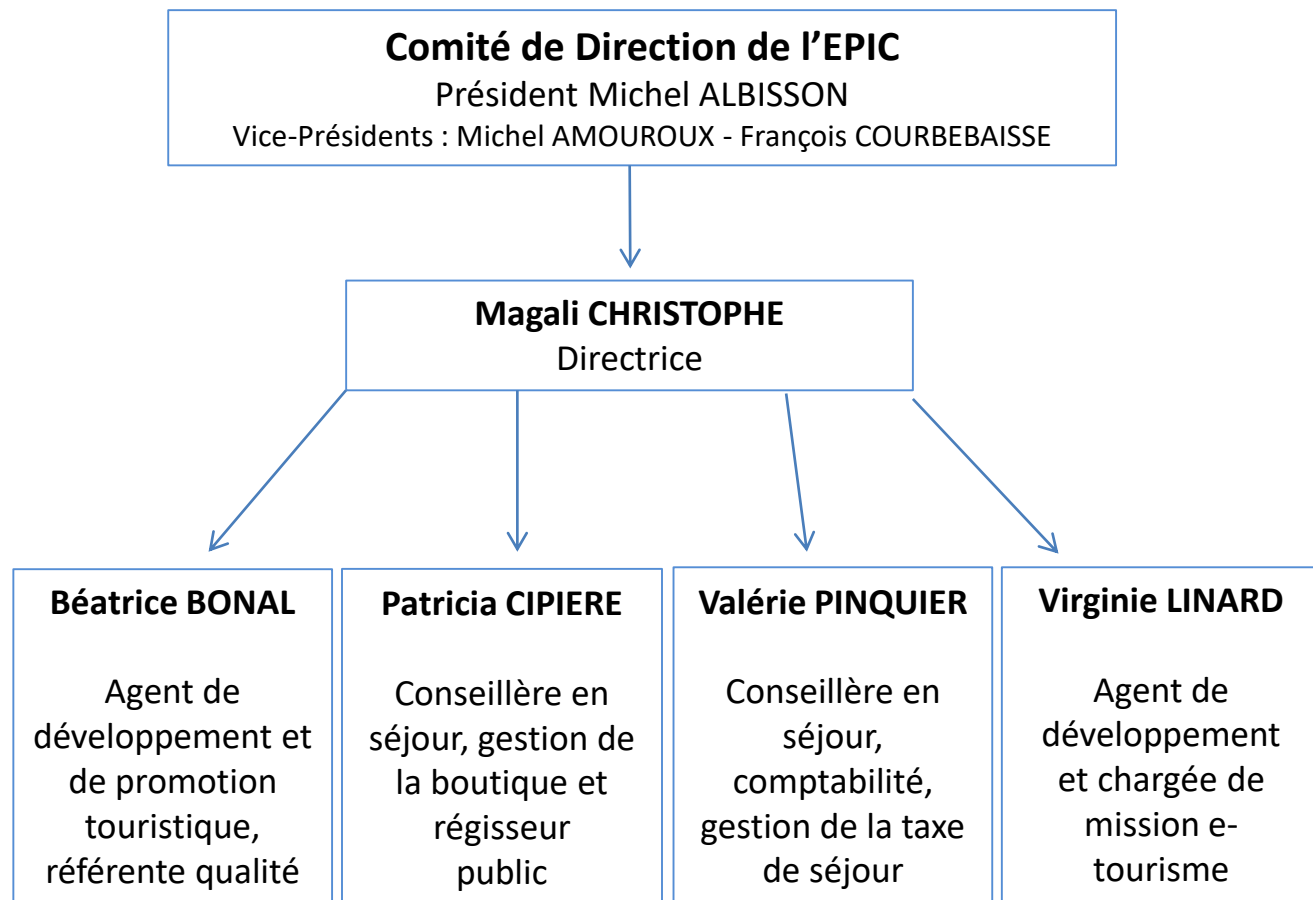 Comité de Direction de l’EPIC
Président Michel ALBISSON
Vice-Présidents : Michel AMOUROUX - François COURBEBAISSE
Magali CHRISTOPHE
Directrice
Béatrice BONAL
Agent de
développement et
de promotion
touristique,
référente qualité
Patricia CIPIERE
Conseillère en
séjour, gestion de
la boutique et
régisseur
public
Valérie PINQUIER
Conseillère en
séjour,
comptabilité,
gestion de la taxe
de séjour
Virginie LINARD
Agent de
développement
et chargée de
mission e-
tourisme